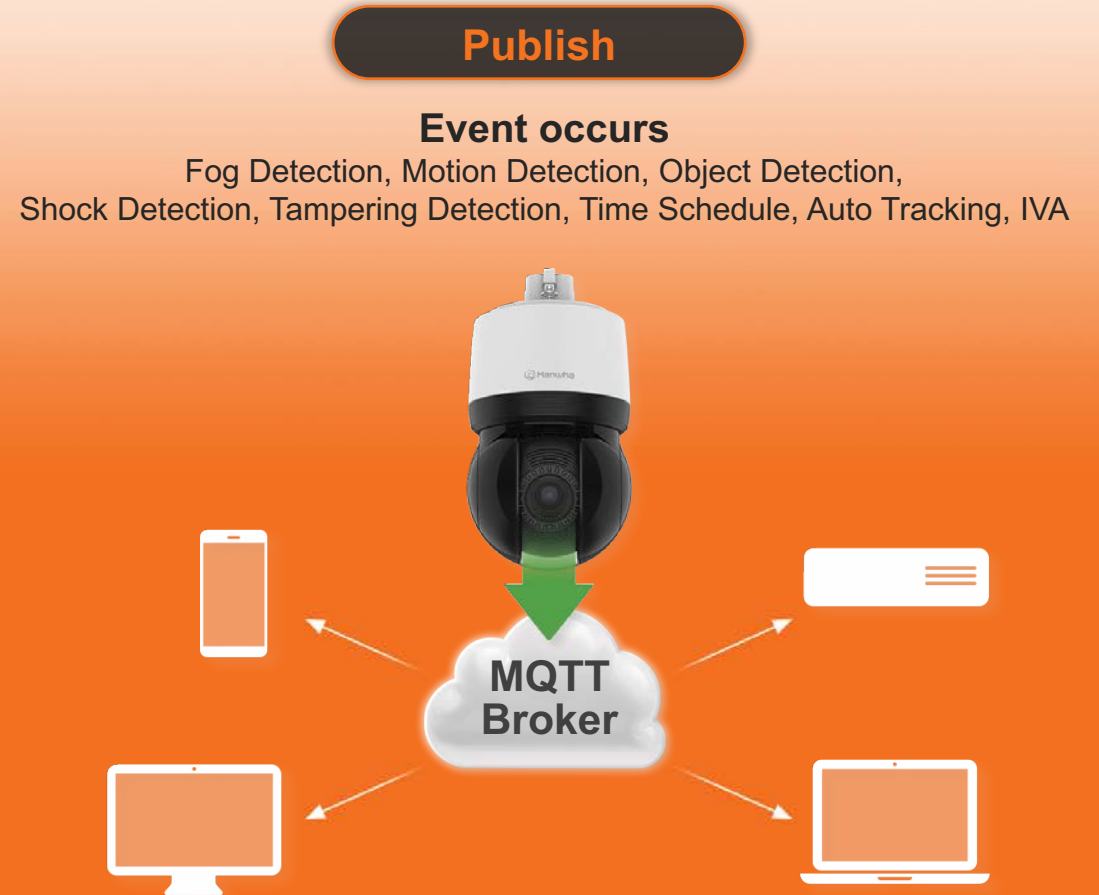 Publish
Event occurs
Fog Detection, Motion Detection, Object Detection,
Shock Detection, Tampering Detection, Time Schedule, Auto Tracking, IVA
Hanwha
MQTT
Broker